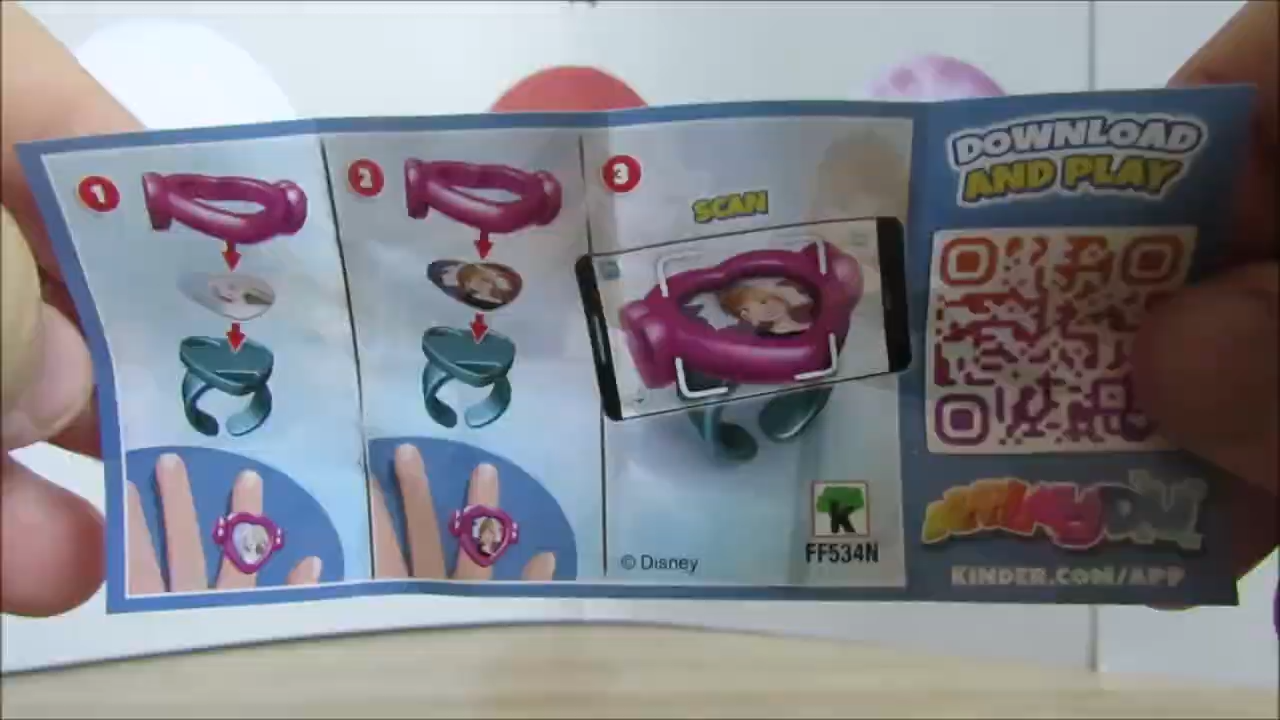 1
2
3
SCAN
© Disney
K
FF534N
DOWNLOAD
AND PLAY
KINDER.COM/APP